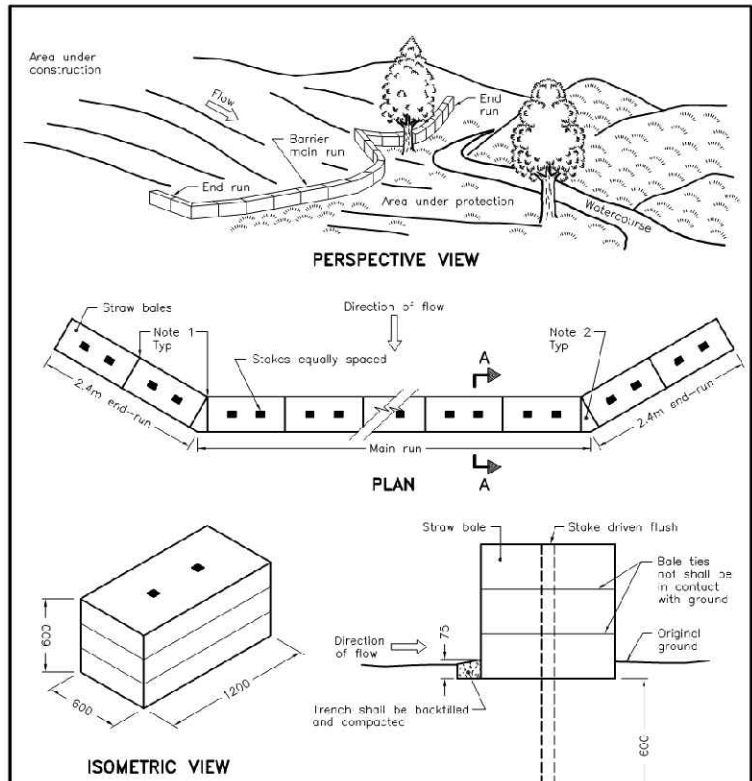 Area under
construction
Flow
End
run
Barrier
main run
End run
Area under protection
Watercourse
PERSPECTIVE VIEW
Straw bales
Direction of flow
Note 1
Typ
Note 2
Typ
Stakes equally spaced
A
2.4m end-run
2.4m end-run
Main run
A
PLAN
Straw bale
Stake driven flush
Bale ties
not shall be
in contact
with ground
600
75
Direction
of flow
Original
ground
600
1200
Trench shall be backfilled
and compacted
600
ISOMETRIC VIEW